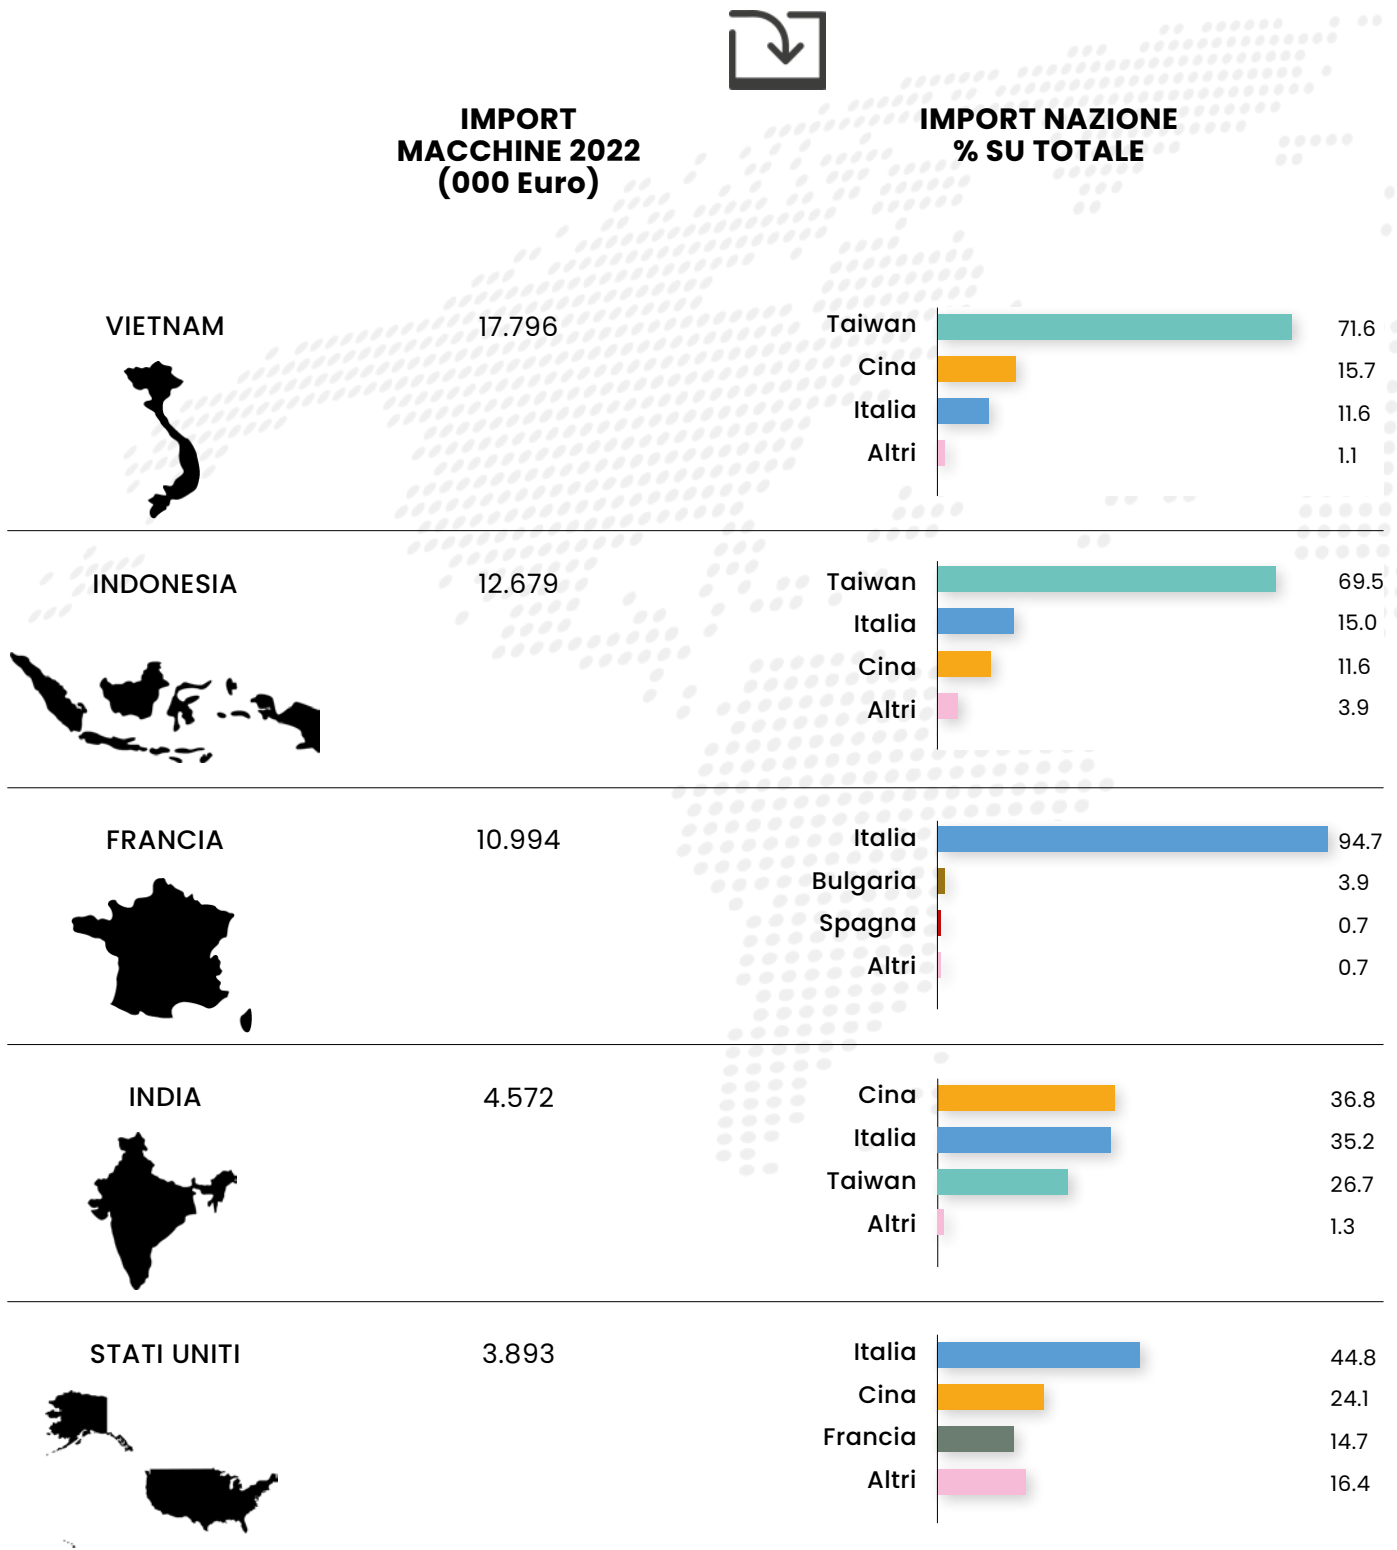 IMPORT
MACCHINE 2022
(000 Euro)
IMPORT NAZIONE
% SU TOTALE
VIETNAM
17.796
Taiwan 71.6
Cina 15.7
Italia 11.6
Altri 1.1
INDONESIA
12.679
Taiwan 69.5
Italia 15.0
Cina 11.6
Altri 3.9
FRANCIA
10.994
Italia 94.7
Bulgaria 3.9
Spagna 0.7
Altri 0.7
INDIA
4.572
Cina 36.8
Italia 35.2
Taiwan 26.7
Altri 1.3
STATI UNITI
3.893
Italia 44.8
Cina 24.1
Francia 14.7
Altri 16.4